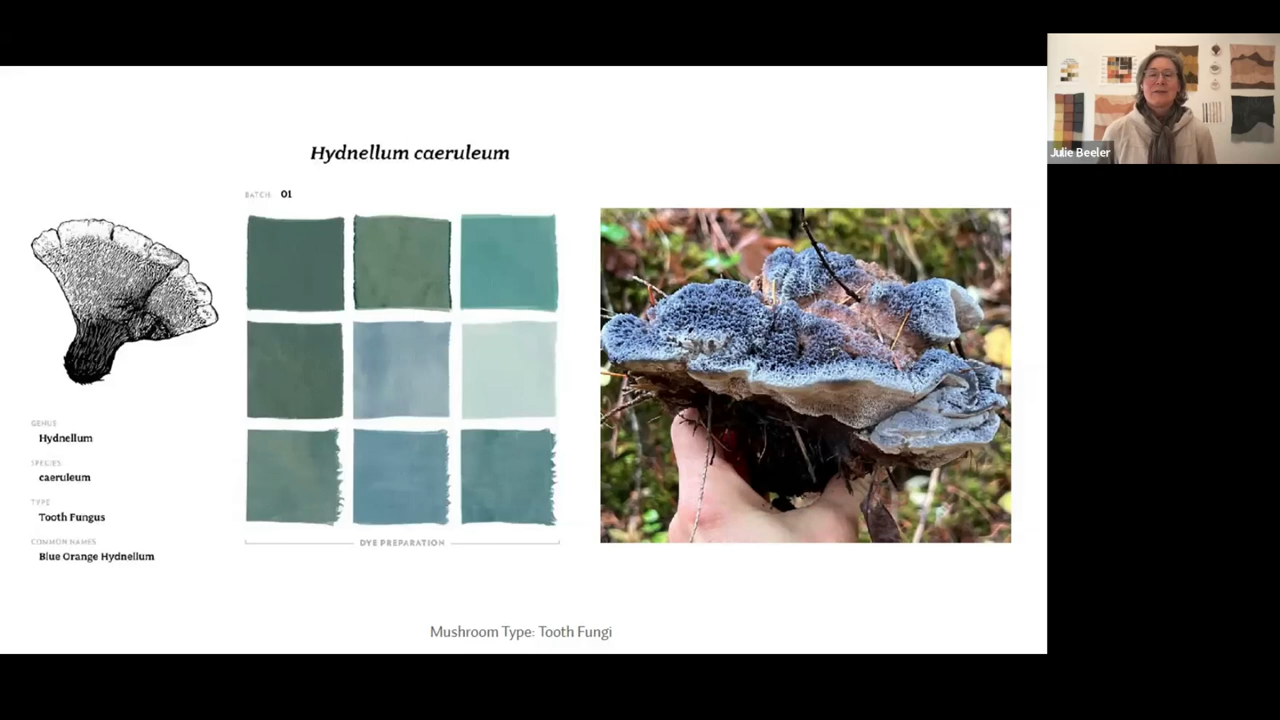 Hydnellum caeruleum
BATCH: 01
GENUS:
Hydnellum
SPECIES:
caeruleum
TYPE
Tooth Fungus
COMMON NAMES
Blue Orange Hydnellum
DYE PREPARATION
Mushroom Type: Tooth Fungi
Julie Beeler